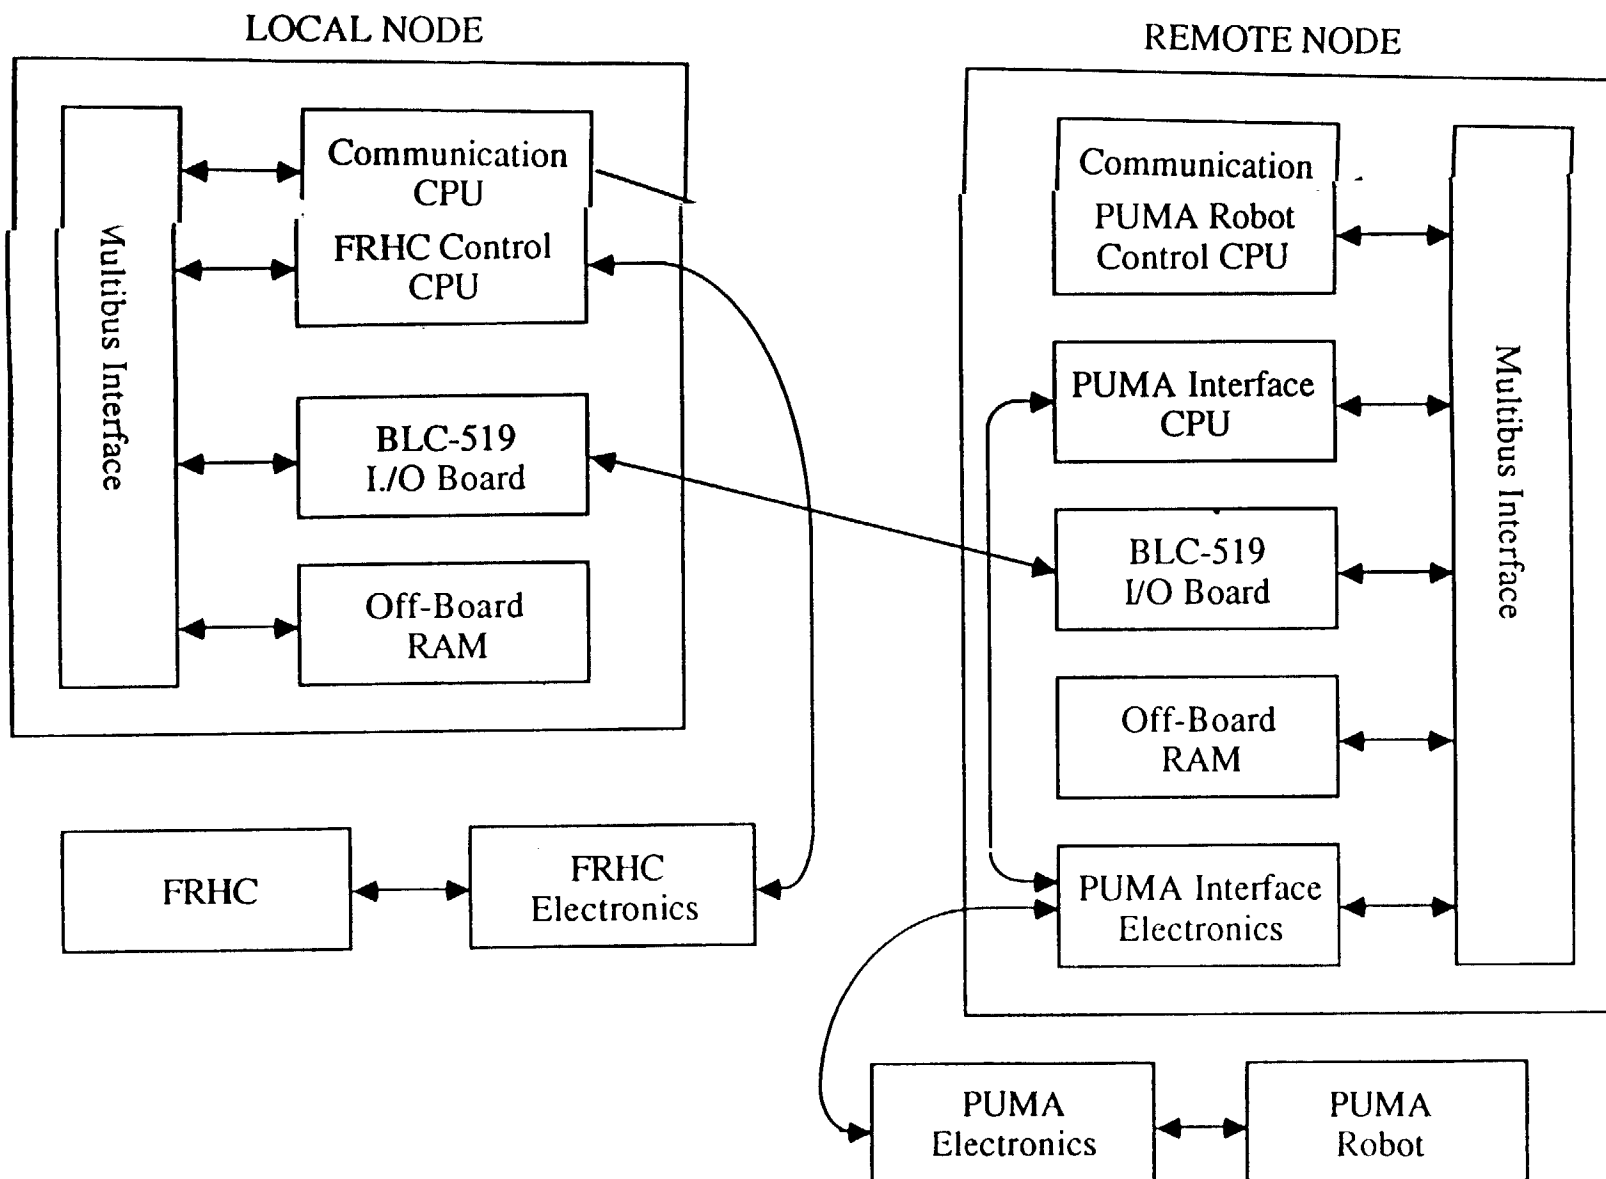 LOCAL NODE
Communication
CPU
FRHC Control
CPU
Multibus Interface
BLC-519
I./O Board
Off-Board
RAM
FRHC
FRHC
Electronics
REMOTE NODE
Communication
PUMA Robot
Control CPU
PUMA Interface
CPU
Multibus Interface
BLC-519
I/O Board
Off-Board
RAM
PUMA Interface
Electronics
PUMA
Electronics
PUMA
Robot